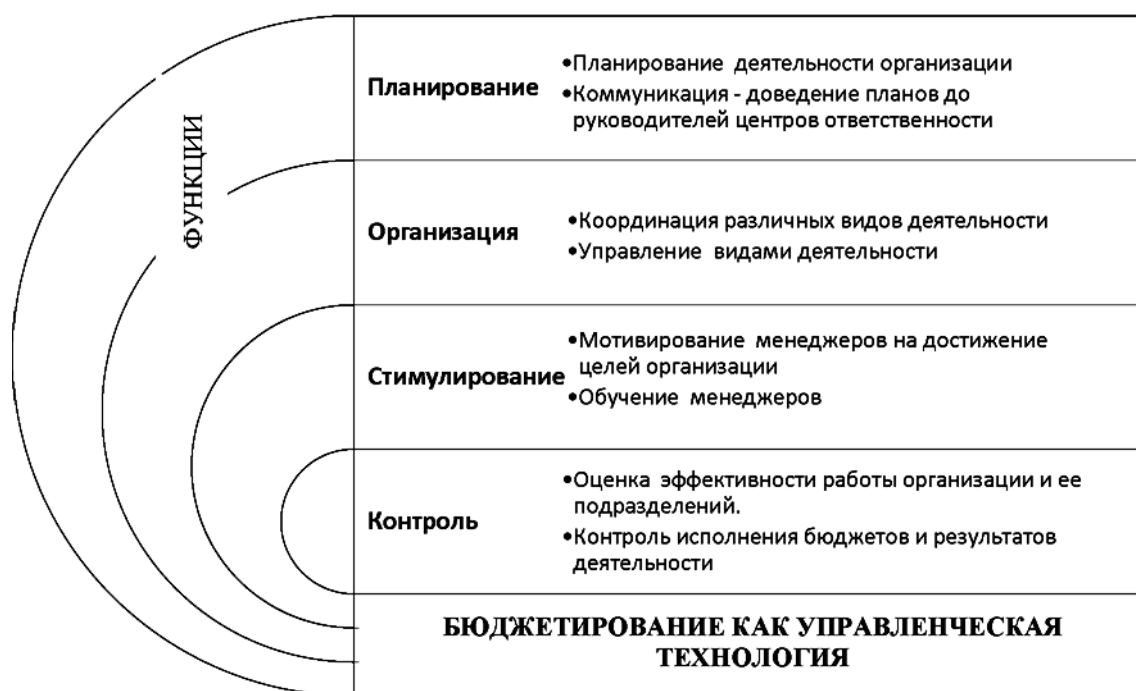 ФУНКЦИИ
Планирование
•Планирование деятельности организации
•Коммуникация - доведение планов до
руководителей центров ответственности
Организация
•Координация различных видов деятельности
•Управление видами деятельности
Стимулирование
•Мотивирование менеджеров на достижение
целей организации
•Обучение менеджеров
Контроль
•Оценка эффективности работы организации и ее
подразделений.
•Контроль исполнения бюджетов и результатов
деятельности
БЮДЖЕТИРОВАНИЕ КАК УПРАВЛЕНЧЕСКАЯ
ТЕХНОЛОГИЯ